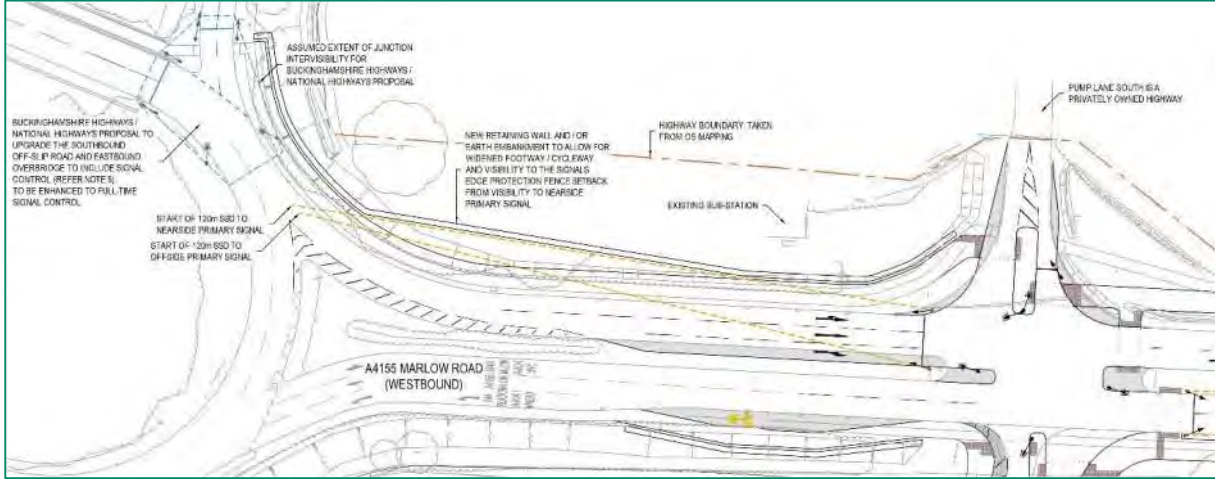 ASSUMED EXTENT OF JUNCTION
INTERVISIBILITY FOR
BUCKINGHAMSHIRE HIGHWAYS /
NATIONAL HIGHWAYS PROPOSAL
PUMP LANE SOUTH IS A
PRIVATELY OWNED HIGHWAY
BUCKINGHAMSHIRE HIGHWAYS /
NATIONAL HIGHWAYS PROPOSAL TO
UPGRADE THE SOUTHBOUND
OFF-SLIP ROAD AND EASTBOUND
OVERBRIDGE TO INCLUDE SIGNAL
CONTROL (REFER NOTE 5)
TO BE ENHANCED TO FULL-TIME
SIGNAL CONTROL
NEW RETAINING WALL AND / OR
EARTH EMBANKMENT TO ALLOW FOR
WIDENED FOOTWAY / CYCLEWAY
AND VISIBILITY TO THE SIGNALS
EDGE PROTECTION FENCE SETBACK
FROM VISIBILITY TO NEARSIDE
PRIMARY SIGNAL
HIGHWAY BOUNDARY TAKEN
FROM OS MAPPING
EXISTING SUB-STATION
START OF 120m SSD TO
NEARSIDE PRIMARY SIGNAL
START OF 120m SSD TO
OFFSIDE PRIMARY SIGNAL
A4155 MARLOW ROAD
(WESTBOUND)